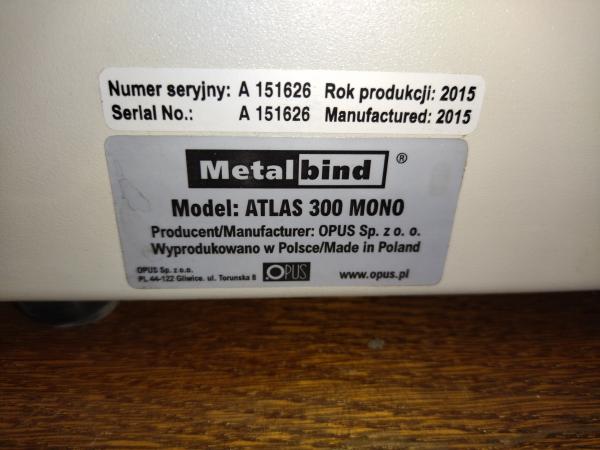 Numer seryjny: A 151626 Rok produkcji: 2015
Serial No.: A 151626 Manufactured: 2015
Metalbind ®
Model: ATLAS 300 MONO
Producent/Manufacturer: OPUS Sp. z o. o.
Wyprodukowano w Polsce/Made in Poland
OPUS Sp. z o.o.
PL 44-122 Gliwice, ul. Toruńska 8 OPUS www.opus.pl